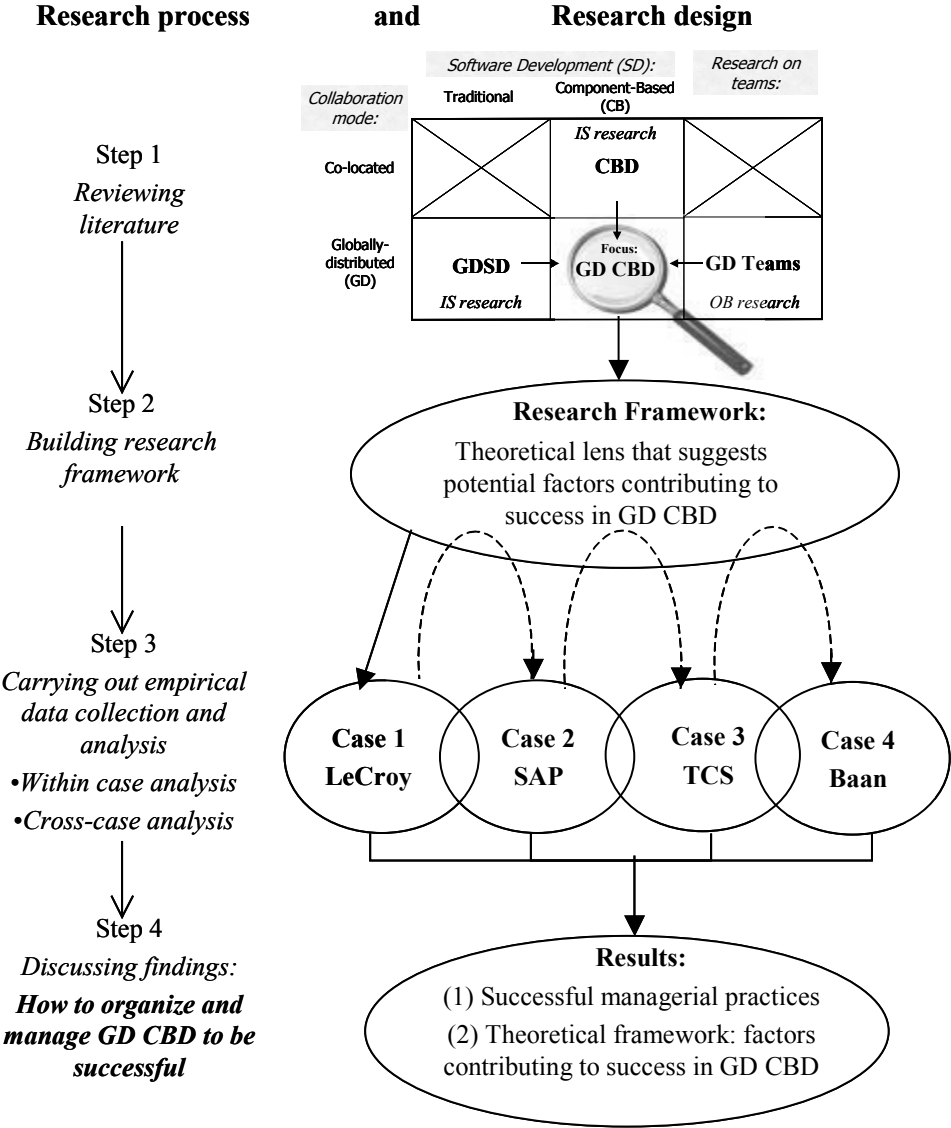 Research process and Research design
Software Development (SD):
Research on
teams:
Collaboration
mode:
Traditional
Component-Based
(CB)
Co-located
IS research
CBD
Globally-
distributed
(GD)
GDSD
IS research
Focus:
GD CBD
GD Teams
OB research
Step 1
Reviewing
literature
Step 2
Building research
framework
Research Framework:
Theoretical lens that suggests
potential factors contributing to
success in GD CBD
Step 3
Carrying out empirical
data collection and
analysis
•Within case analysis
•Cross-case analysis
Case 1
LeCroy
Case 2
SAP
Case 3
TCS
Case 4
Baan
Step 4
Discussing findings:
How to organize and
manage GD CBD to be
successful
Results:
(1) Successful managerial practices
(2) Theoretical framework: factors
contributing to success in GD CBD